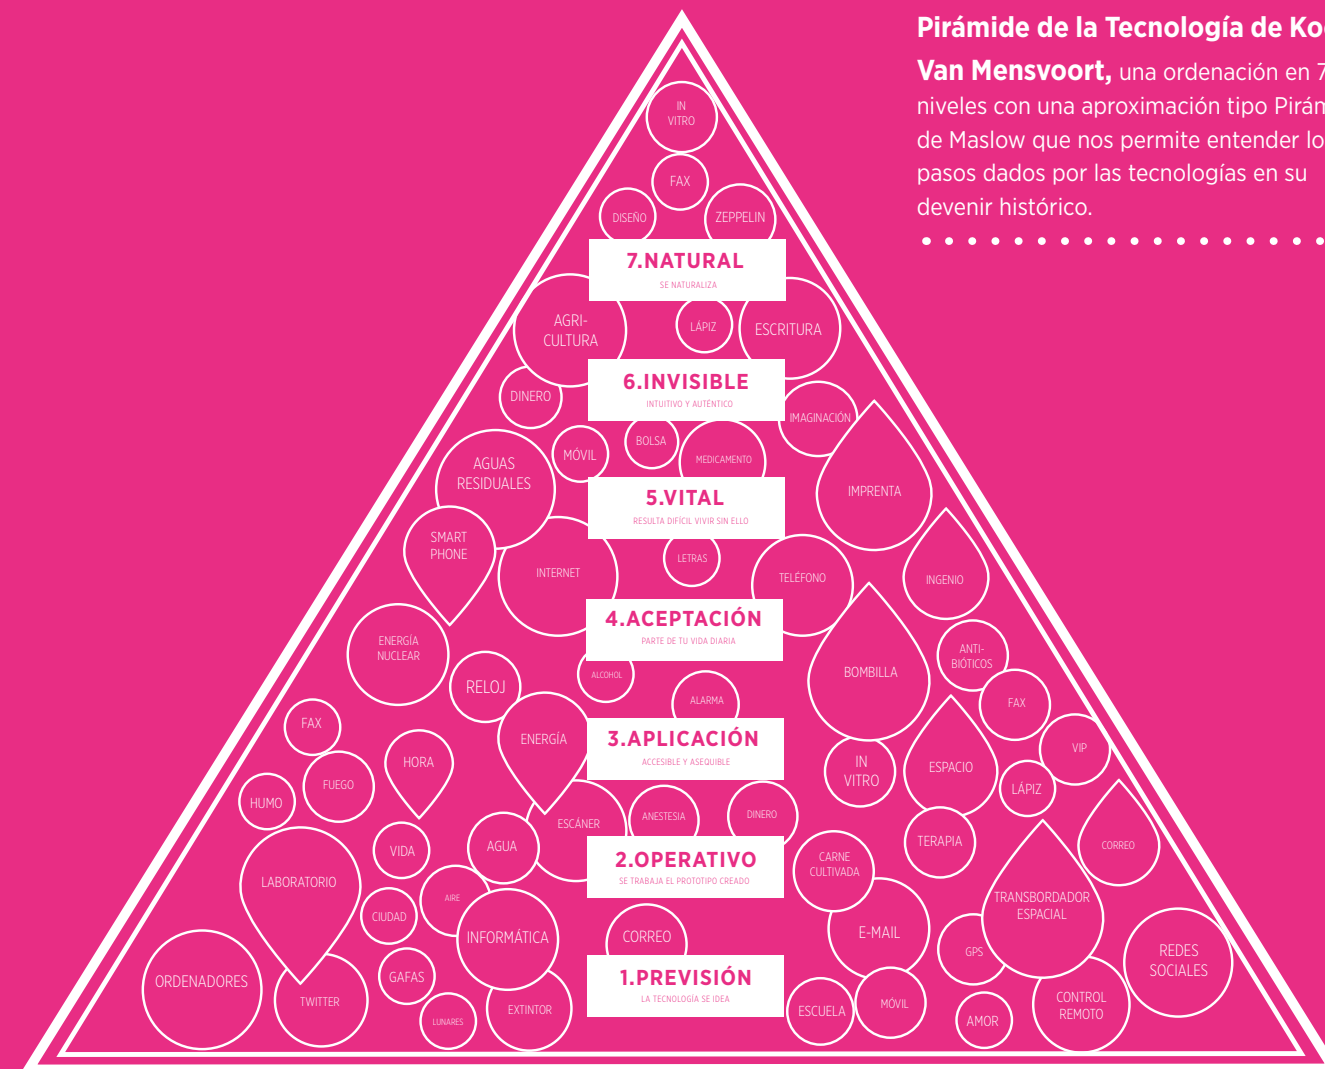 Pirámide de la Tecnología de
Van Mensvoort, una ordenación en 7
niveles con una aproximación tipo
de Maslow que nos permite entender
pasos dados por las tecnologías en su
devenir histórico.
IN
VITRO
FAX
DISEÑO
ZEPPELIN
7.NATURAL
SE NATURALIZA
AGRI-
CULTURA
LÁPIZ
ESCRITURA
6.INVISIBLE
INTUITIVO Y AUTÉNTICO
DINERO
IMAGINACIÓN
BOLSA
MÓVIL
MEDICAMENTO
AGUAS
RESIDUALES
IMPRENTA
5.VITAL
RESULTA DIFÍCIL VIVIR SIN ELLO
SMART
PHONE
INTERNET
LETRAS
TELÉFONO
INGENIO
4.ACEPTACIÓN
PARTE DE TU VIDA DIARIA
ENERGÍA
NUCLEAR
ANTI-
BIÓTICOS
BOMBILLA
RELOJ
ALCOHOL
ALARMA
FAX
FAX
3.APLICACIÓN
ACCESIBLE Y ASEQUIBLE
ENERGÍA
VIP
HORA
IN
VITRO
ESPACIO
FUEGO
LÁPIZ
HUMO
ESCÁNER
ANESTESIA
DINERO
2.OPERATIVO
SE TRABAJA EL PROTOTIPO CREADO
VIDA
AGUA
TERAPIA
CORREO
CARNE
CULTIVADA
LABORATORIO
AIRE
TRANSBORDADOR
ESPACIAL
CIUDAD
INFORMÁTICA
CORREO
E-MAIL
GPS
REDES
SOCIALES
1.PREVISIÓN
LA TECNOLOGÍA SE IDEA
ORDENADORES
GAFAS
TWITTER
LUNARES
EXTINTOR
ESCUELA
MÓVIL
AMOR
CONTROL
REMOTO